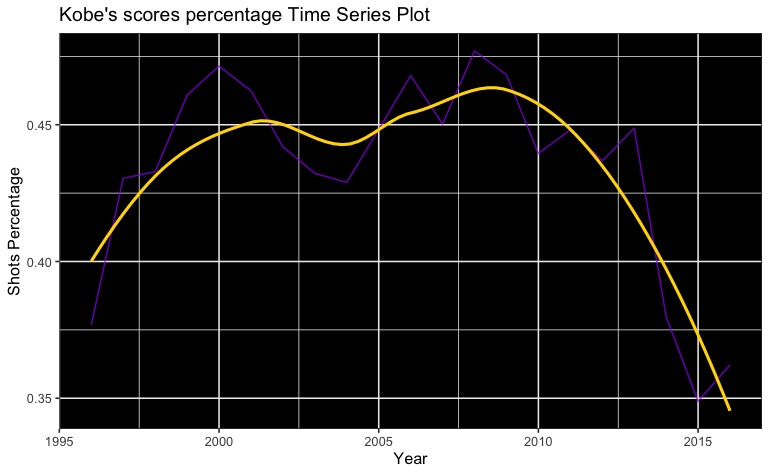 Kobe's scores percentage Time Series Plot
Shots Percentage
0.45
0.40
0.35
1995 2000 2005 2010 2015
Year